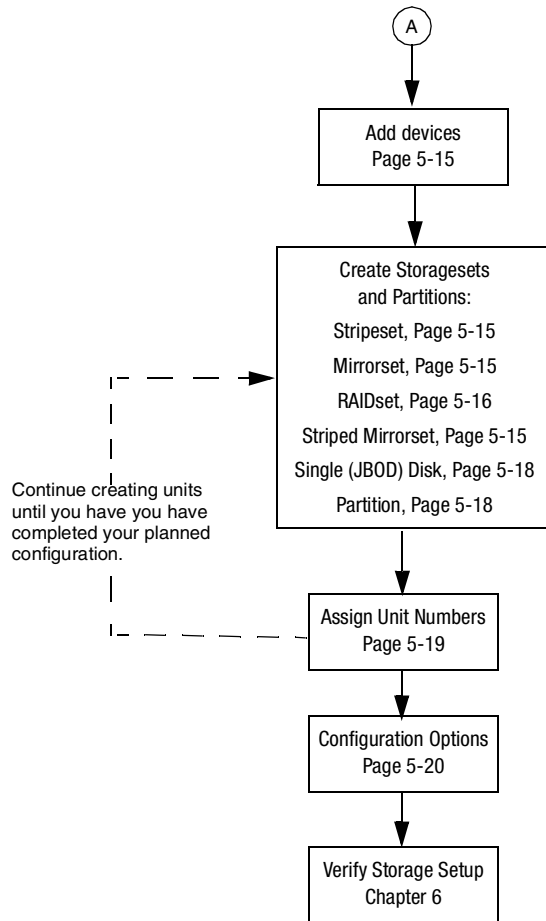 A
Add devices
Page 5-15
Create Storagesets
and Partitions:
Stripeset, Page 5-15
Mirrorset, Page 5-15
RAIDset, Page 5-16
Striped Mirrorset, Page 5-15
Single (JBOD) Disk, Page 5-18
Partition, Page 5-18
Continue creating units
until you have you have
completed your planned
configuration.
Assign Unit Numbers
Page 5-19
Configuration Options
Page 5-20
Verify Storage Setup
Chapter 6